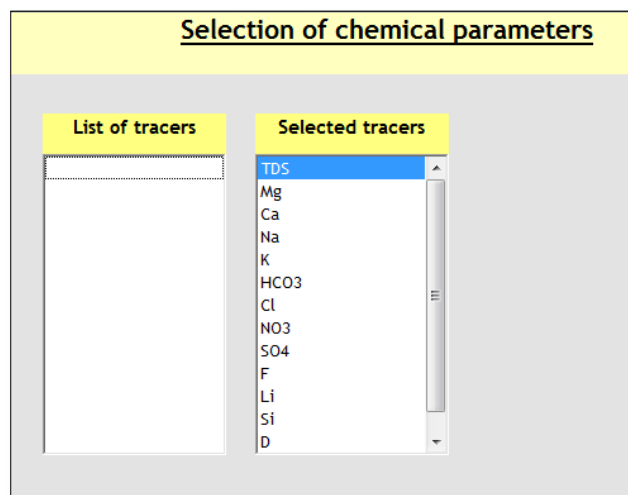 Selection of chemical parameters
List of tracers
Selected tracers
TDS
Mg
Ca
Na
K
HCO3
Cl
NO3
SO4
F
Li
Si
D